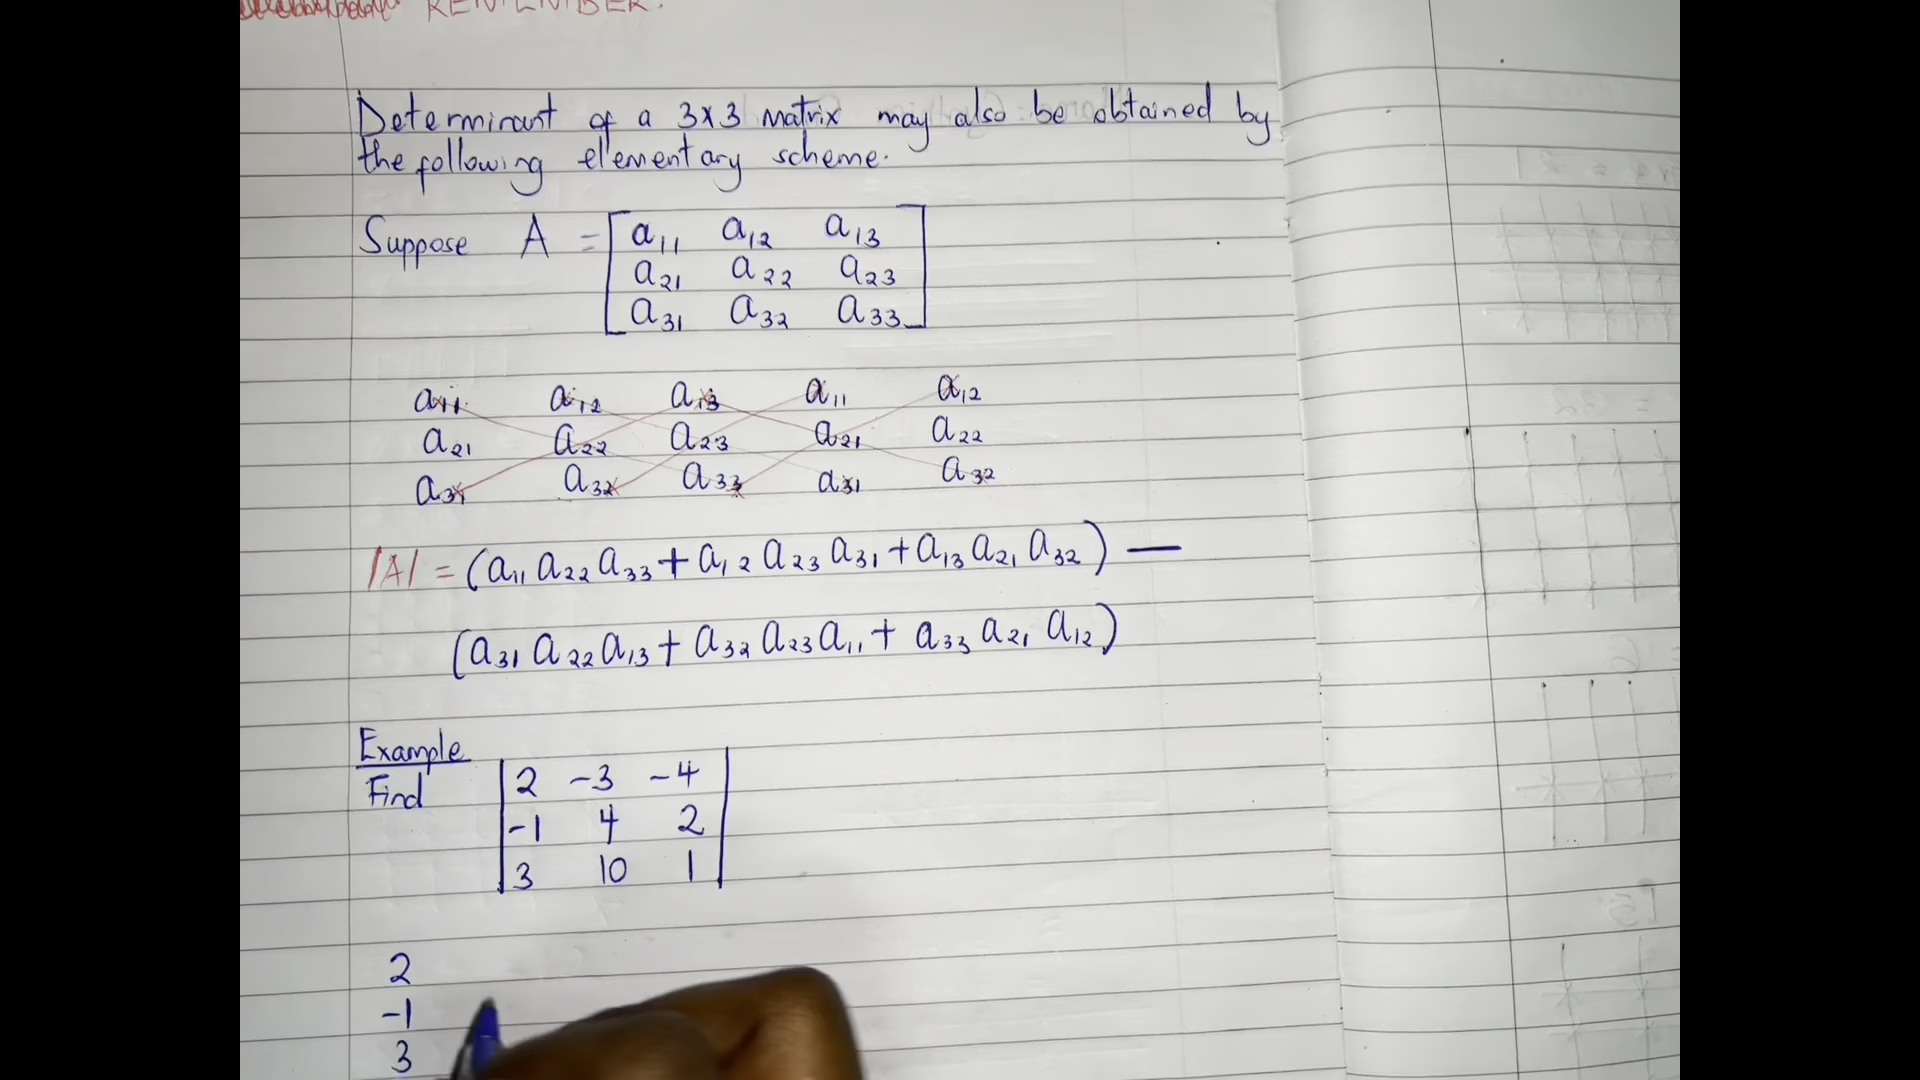 REMEMBER.
Determinant of a 3x3 matrix may also be obtained by
the following elementary scheme.
Suppose A = [a₁₁ a₁₂ a₁₃
a₂₁ a₂₂ a₂₃
a₃₁ a₃₂ a₃₃]
a₁₁ a₁₂ a₁₃ a₁₁ a₁₂
a₂₁ a₂₂ a₂₃ a₂₁ a₂₂
a₃₁ a₃₂ a₃₃ a₃₁ a₃₂
|A| = (a₁₁ a₂₂ a₃₃ + a₁₂ a₂₃ a₃₁ + a₁₃ a₂₁ a₃₂) —
(a₃₁ a₂₂ a₁₃ + a₃₂ a₂₃ a₁₁ + a₃₃ a₂₁ a₁₂)
Example
Find |2 -3 -4|
|-1 4 2|
|3 10 1|
2
-1
3